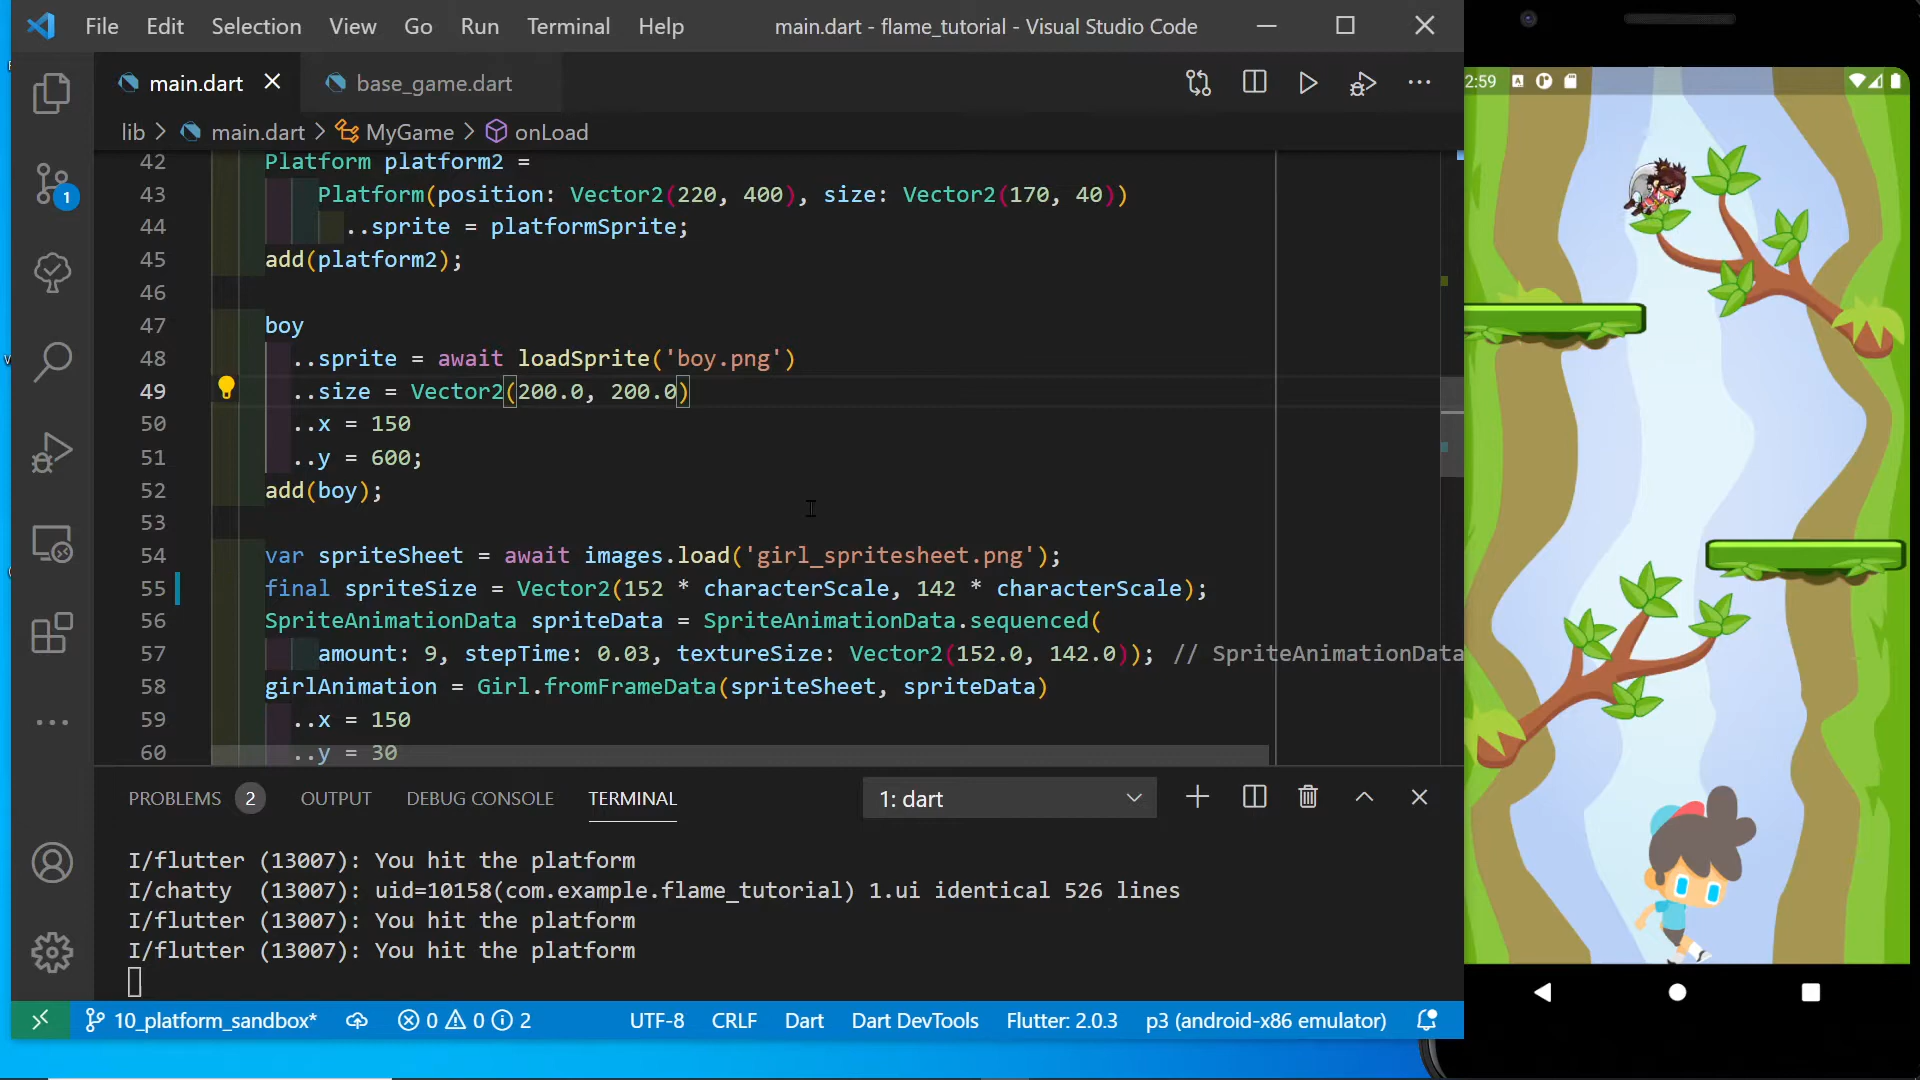 File Edit Selection View Go Run Terminal Help main.dart - flame_tutorial - Visual Studio Code
main.dart base_game.dart
lib > main.dart > MyGame > onLoad
42 Platform platform2 =
43 Platform(position: Vector2(220, 400), size: Vector2(170, 40))
44 ..sprite = platformSprite;
45 add(platform2);
46
47 boy
48 ..sprite = await loadSprite('boy.png')
49 ..size = Vector2(200.0, 200.0)
50 ..x = 150
51 ..y = 600;
52 add(boy);
53
54 var spriteSheet = await images.load('girl_spritesheet.png');
55 final spriteSize = Vector2(152 * characterScale, 142 * characterScale);
56 SpriteAnimationData spriteData = SpriteAnimationData.sequenced(
57 amount: 9, stepTime: 0.03, textureSize: Vector2(152.0, 142.0)); // SpriteAnimationData
58 girlAnimation = Girl.fromFrameData(spriteSheet, spriteData)
59 ..x = 150
60 ..y = 30
1
PROBLEMS 2 OUTPUT DEBUG CONSOLE TERMINAL 1: dart
I/flutter (13007): You hit the platform
I/chatty  (13007): uid=10158(com.example.flame_tutorial) 1.ui identical 526 lines
I/flutter (13007): You hit the platform
I/flutter (13007): You hit the platform
10_platform_sandbox* 0 0 2 UTF-8 CRLF Dart Dart DevTools Flutter: 2.0.3 p3 (android-x86 emulator)
2:59